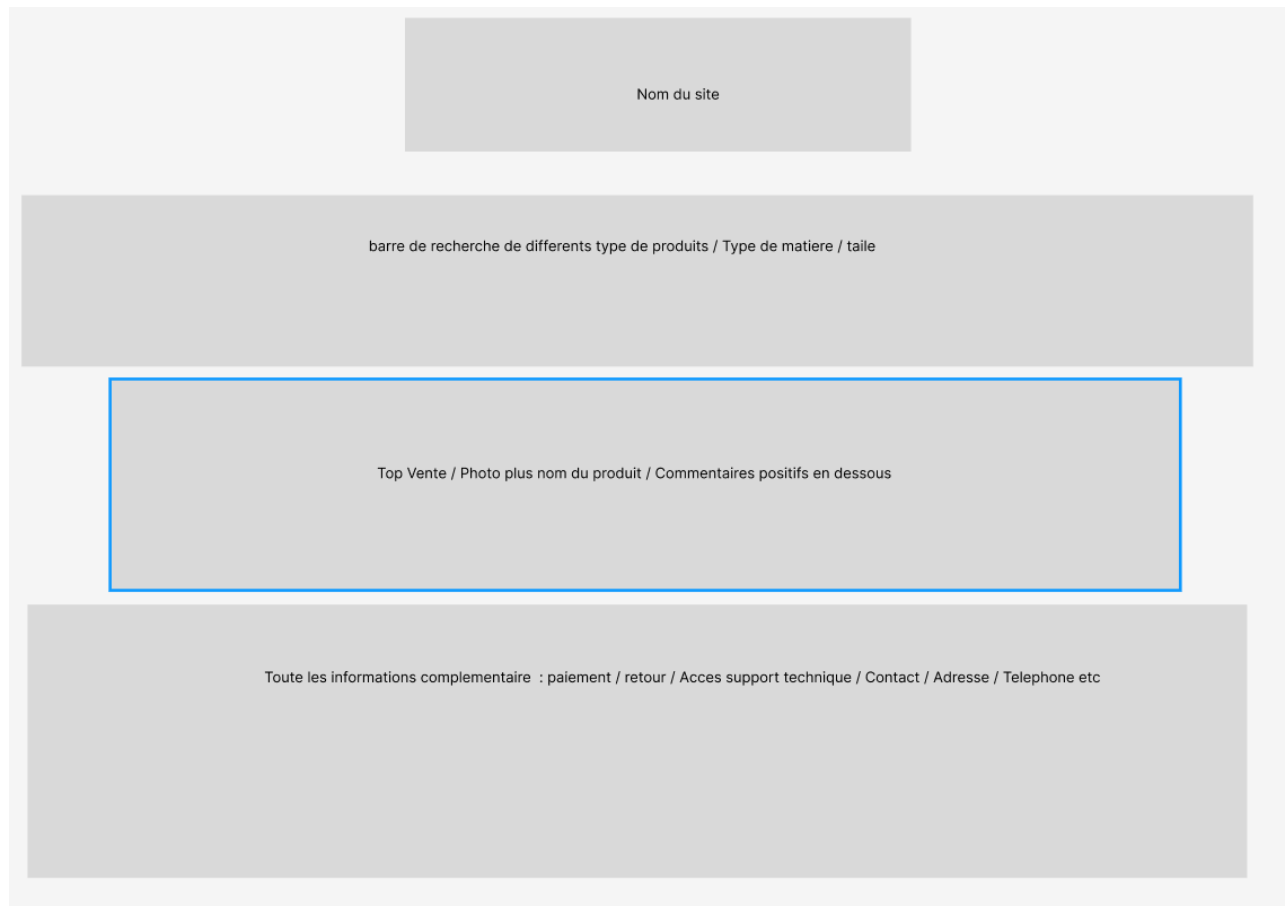 Nom du site
barre de recherche de differents type de produits / Type de matiere / taile
Top Vente / Photo plus nom du produit / Commentaires positifs en dessous
Toute les informations complementaire : paiement / retour / Acces support technique / Contact / Adresse / Telephone etc